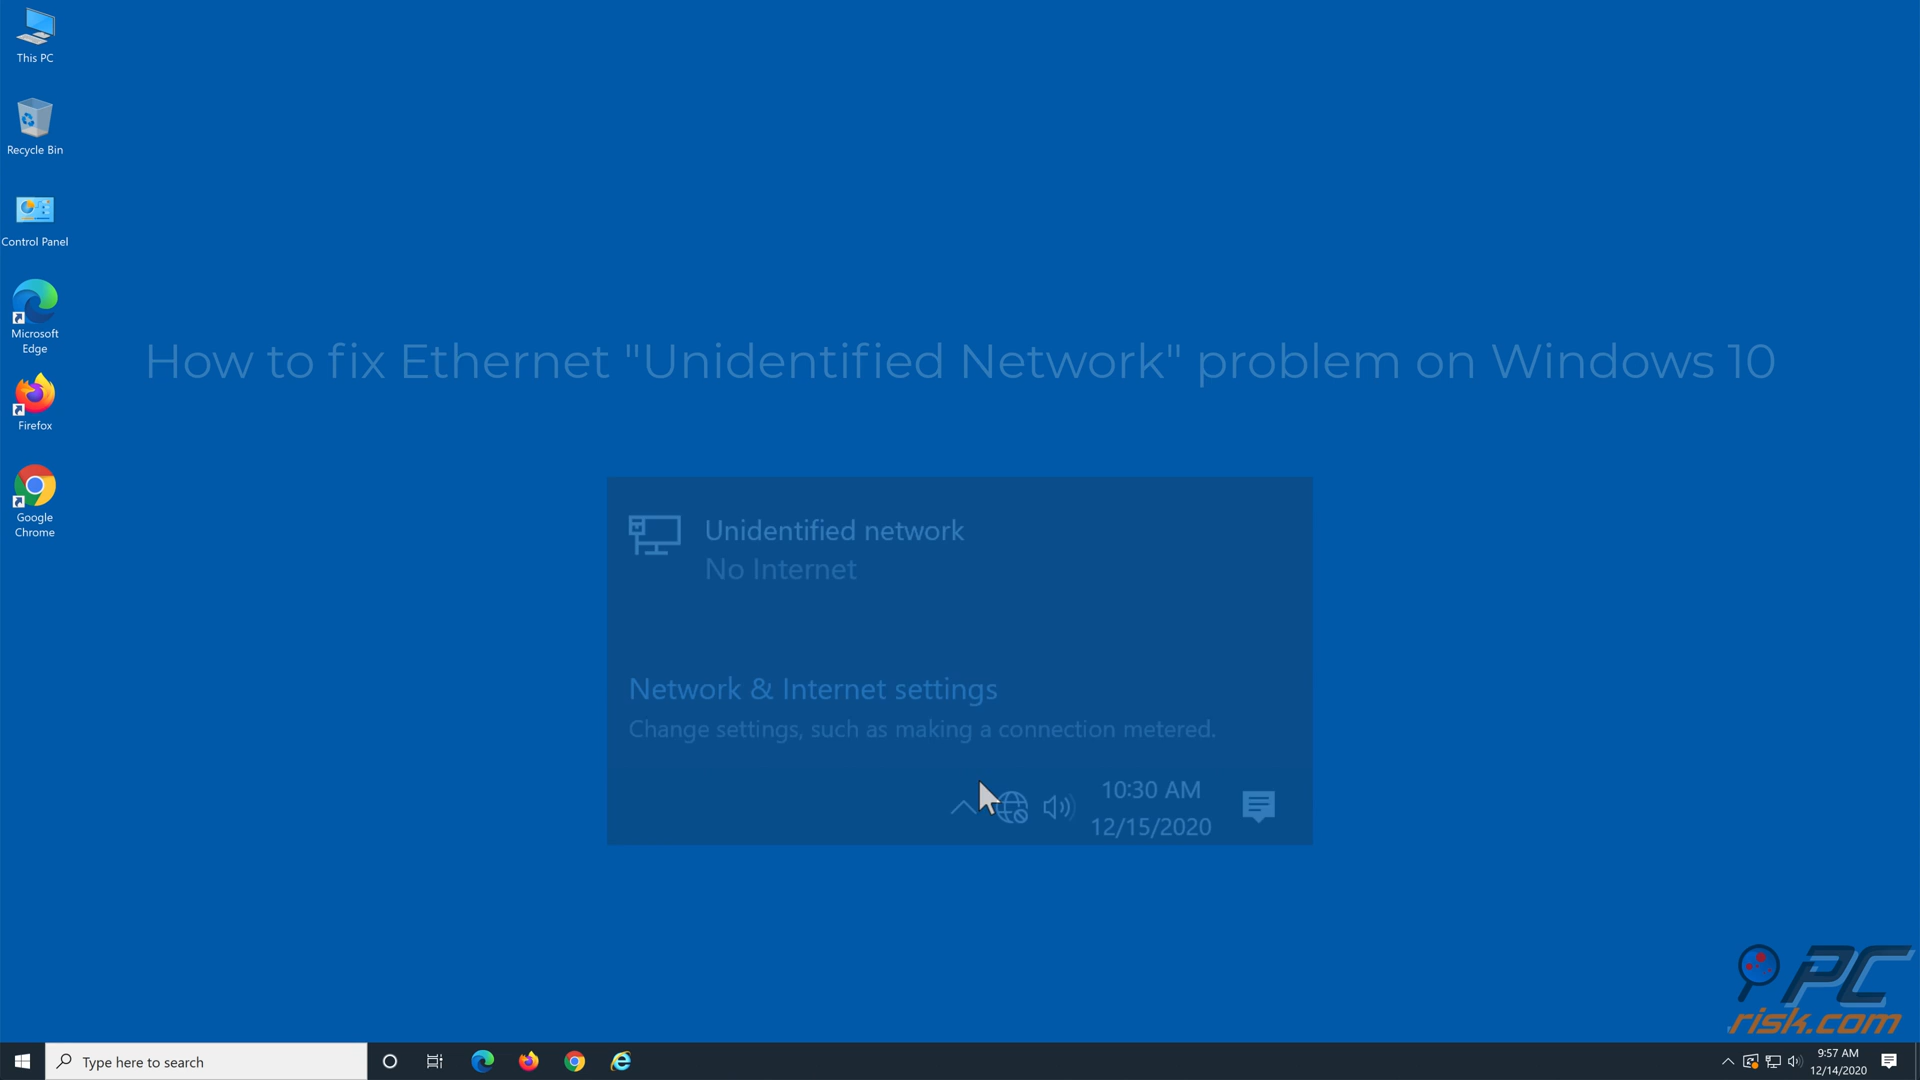 This PC
Recycle Bin
Control Panel
Microsoft
Edge
Firefox
Google
Chrome
How to fix Ethernet "Unidentified Network" problem on Windows 10
Unidentified network
No Internet
Network & Internet settings
Change settings, such as making a connection metered.
10:30 AM
12/15/2020
PC
risk.com
Type here to search
9:57 AM
12/14/2020